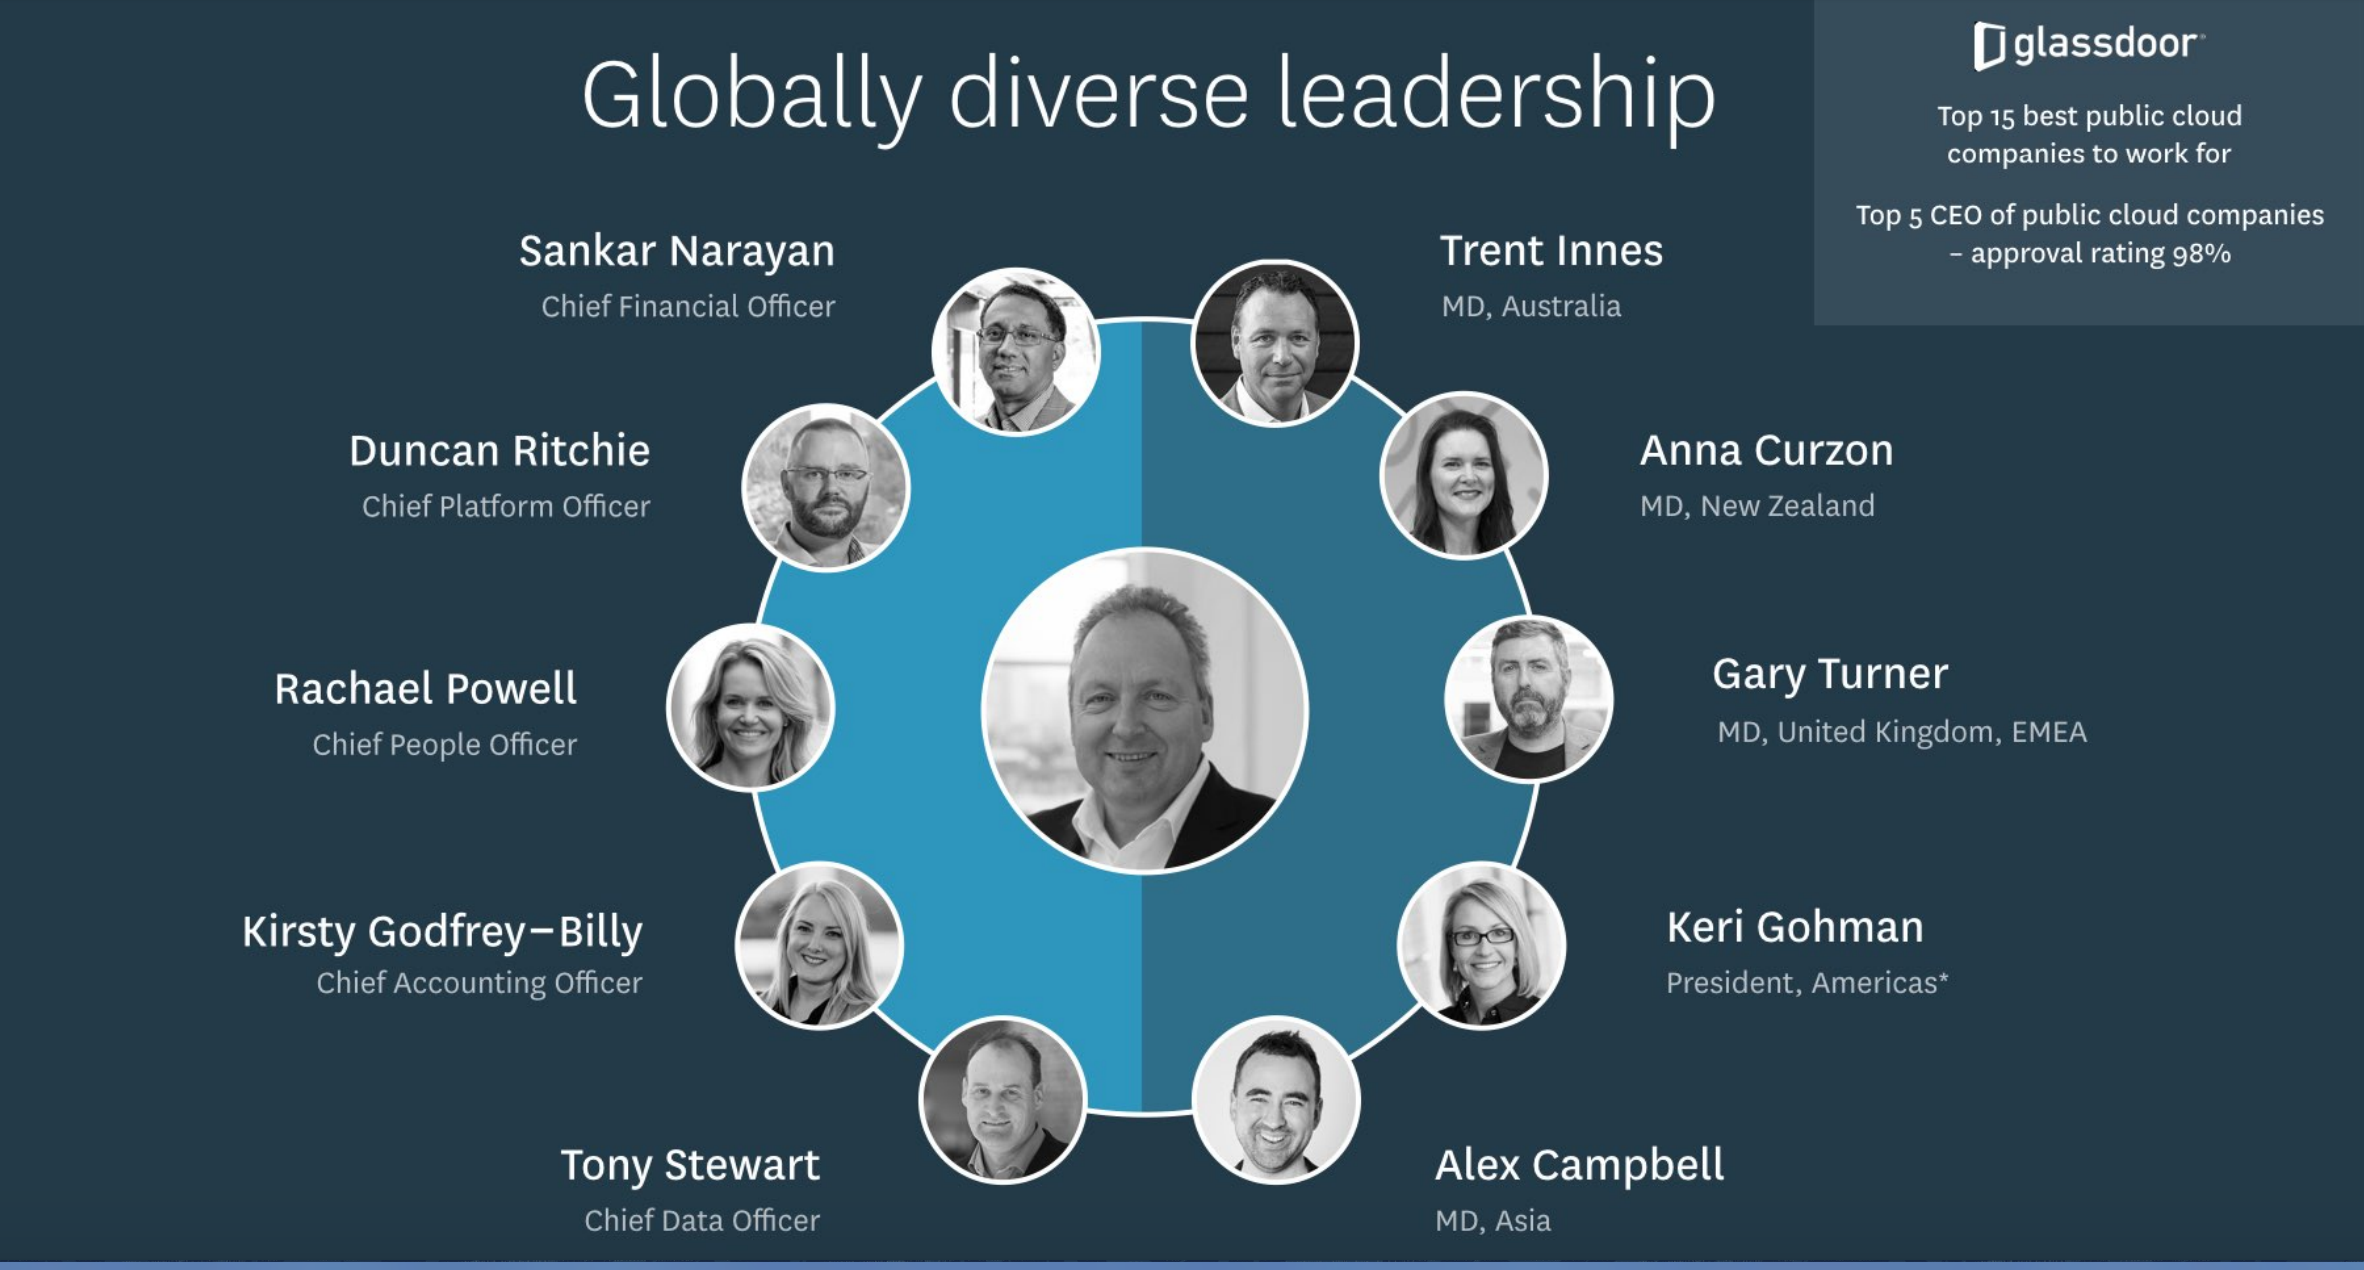 Globally diverse leadership
glassdoor
Top 15 best public cloud
companies to work for
Top 5 CEO of public cloud companies
– approval rating 98%
Sankar Narayan
Chief Financial Officer
Trent Innes
MD, Australia
Duncan Ritchie
Chief Platform Officer
Anna Curzon
MD, New Zealand
Rachael Powell
Chief People Officer
Gary Turner
MD, United Kingdom, EMEA
Kirsty Godfrey–Billy
Chief Accounting Officer
Keri Gohman
President, Americas*
Tony Stewart
Chief Data Officer
Alex Campbell
MD, Asia